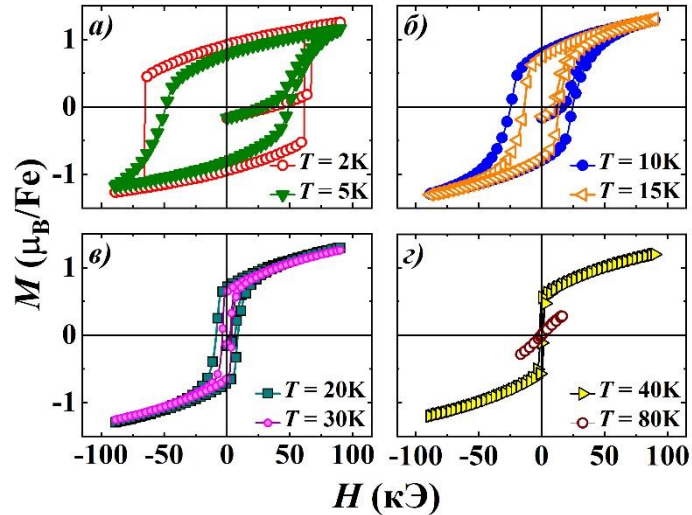 а)
1
0
-1
T = 2K
T = 5K
б)
T = 10K
T = 15K
M (μB/Fe)
в)
1
0
-1
T = 20K
T = 30K
г)
T = 40K
T = 80K
-100 -50 0 50 -100 -50 0 50 100
H (кЭ)